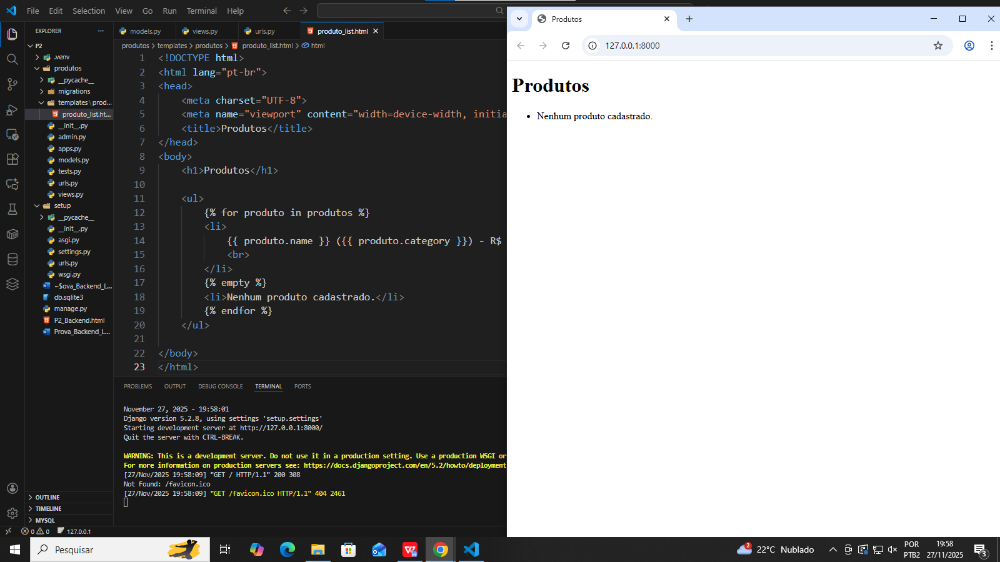 File Edit Selection View Go Run Terminal Help
EXPLORER
P2
.venv
produtos
__pycache__
migrations
templates\prod...
produto_list.ht...
__init__.py
admin.py
apps.py
models.py
tests.py
urls.py
views.py
setup
__pycache__
__init__.py
asgi.py
settings.py
urls.py
wsgi.py
~$ova_Backend_L...
db.sqlite3
manage.py
P2_Backend.html
Prova_Backend_L...
OUTLINE
TIMELINE
MYSQL
models.py views.py urls.py produto_list.html
produtos > templates > produtos > produto_list.html > html
1 <!DOCTYPE html>
2 <html lang="pt-br">
3 <head>
4 <meta charset="UTF-8">
5 <meta name="viewport" content="width=device-width, initia
6 <title>Produtos</title>
7 </head>
8 <body>
9 <h1>Produtos</h1>
10
11 <ul>
12 {% for produto in produtos %}
13 <li>
14 {{ produto.name }} ({{ produto.category }}) - R$
15 <br>
16 </li>
17 {% empty %}
18 <li>Nenhum produto cadastrado.</li>
19 {% endfor %}
20 </ul>
21
22 </body>
23 </html>
PROBLEMS OUTPUT DEBUG CONSOLE TERMINAL PORTS
November 27, 2025 - 19:58:01
Django version 5.2.8, using settings 'setup.settings'
Starting development server at http://127.0.0.1:8000/
Quit the server with CTRL-BREAK.
WARNING: This is a development server. Do not use it in a production setting. Use a production WSGI or
For more information on production servers see: https://docs.djangoproject.com/en/5.2/howto/deployment
[27/Nov/2025 19:58:09] "GET / HTTP/1.1" 200 308
Not Found: /favicon.ico
[27/Nov/2025 19:58:09] "GET /favicon.ico HTTP/1.1" 404 2461
0 0 127.0.0.1
Produtos
127.0.0.1:8000
Produtos
Nenhum produto cadastrado.
Pesquisar
2
22°C Nublado
POR
PTB2
19:58
27/11/2025
3